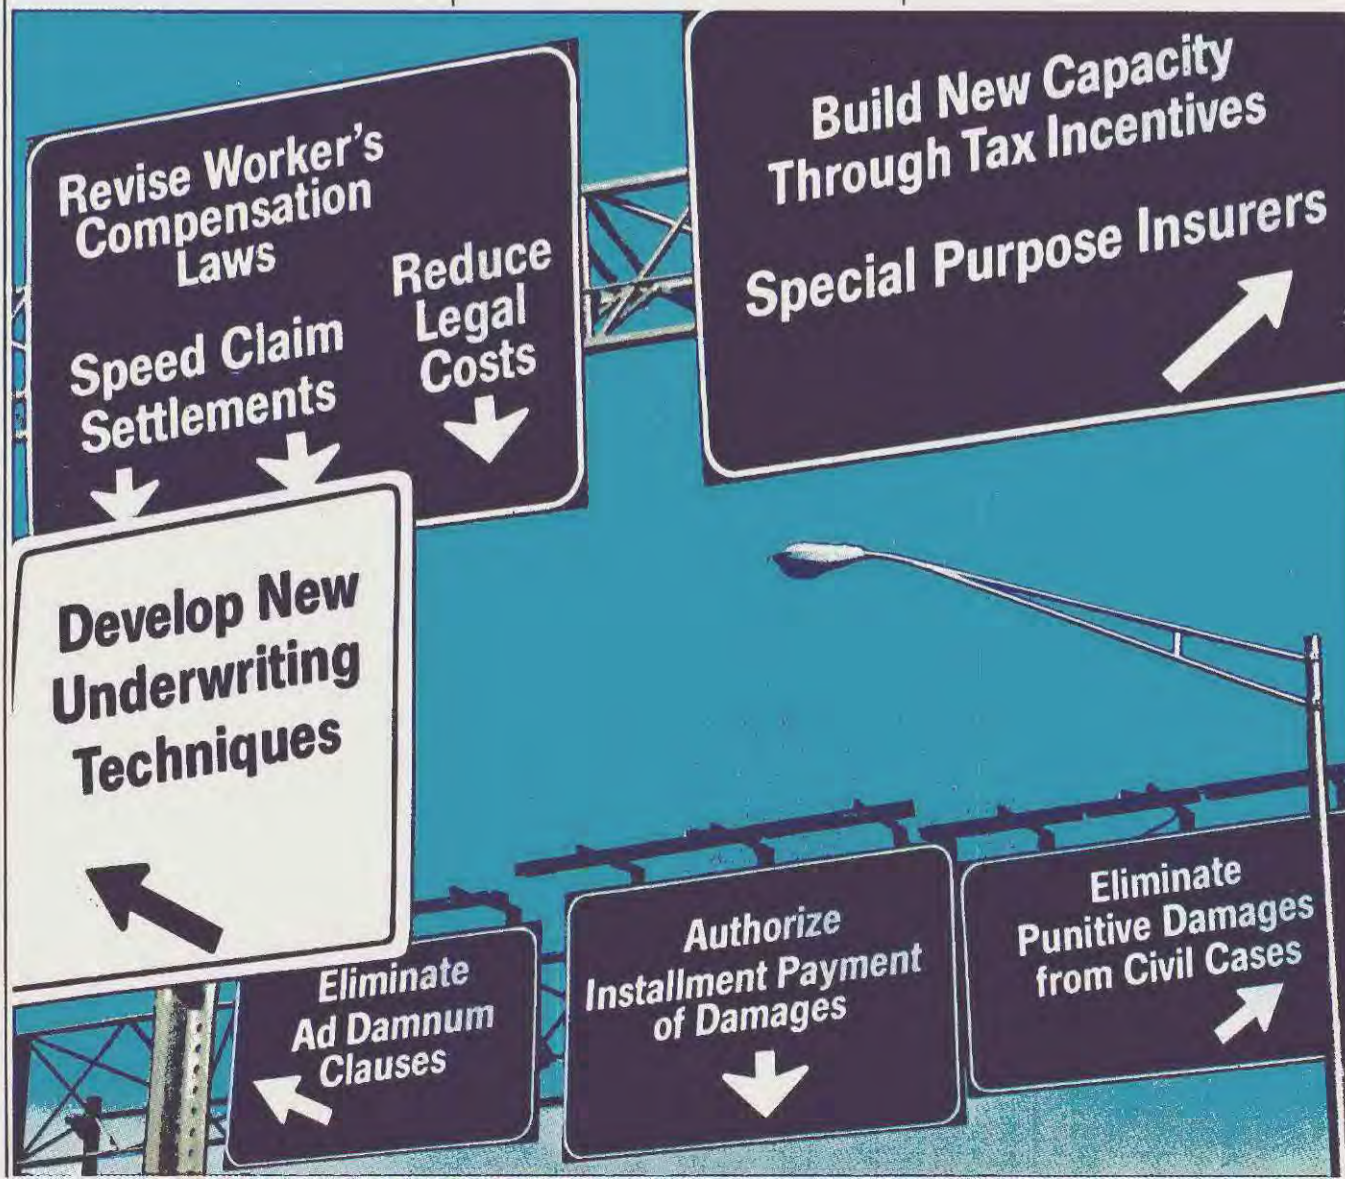 Revise Worker's
Compensation
Laws
Speed Claim
Settlements
Reduce
Legal
Costs
Build New Capacity
Through Tax Incentives
Special Purpose Insurers
Develop New
Underwriting
Techniques
Eliminate
Ad Damnum
Clauses
Authorize
Installment Payment
of Damages
Eliminate
Punitive Damages
from Civil Cases